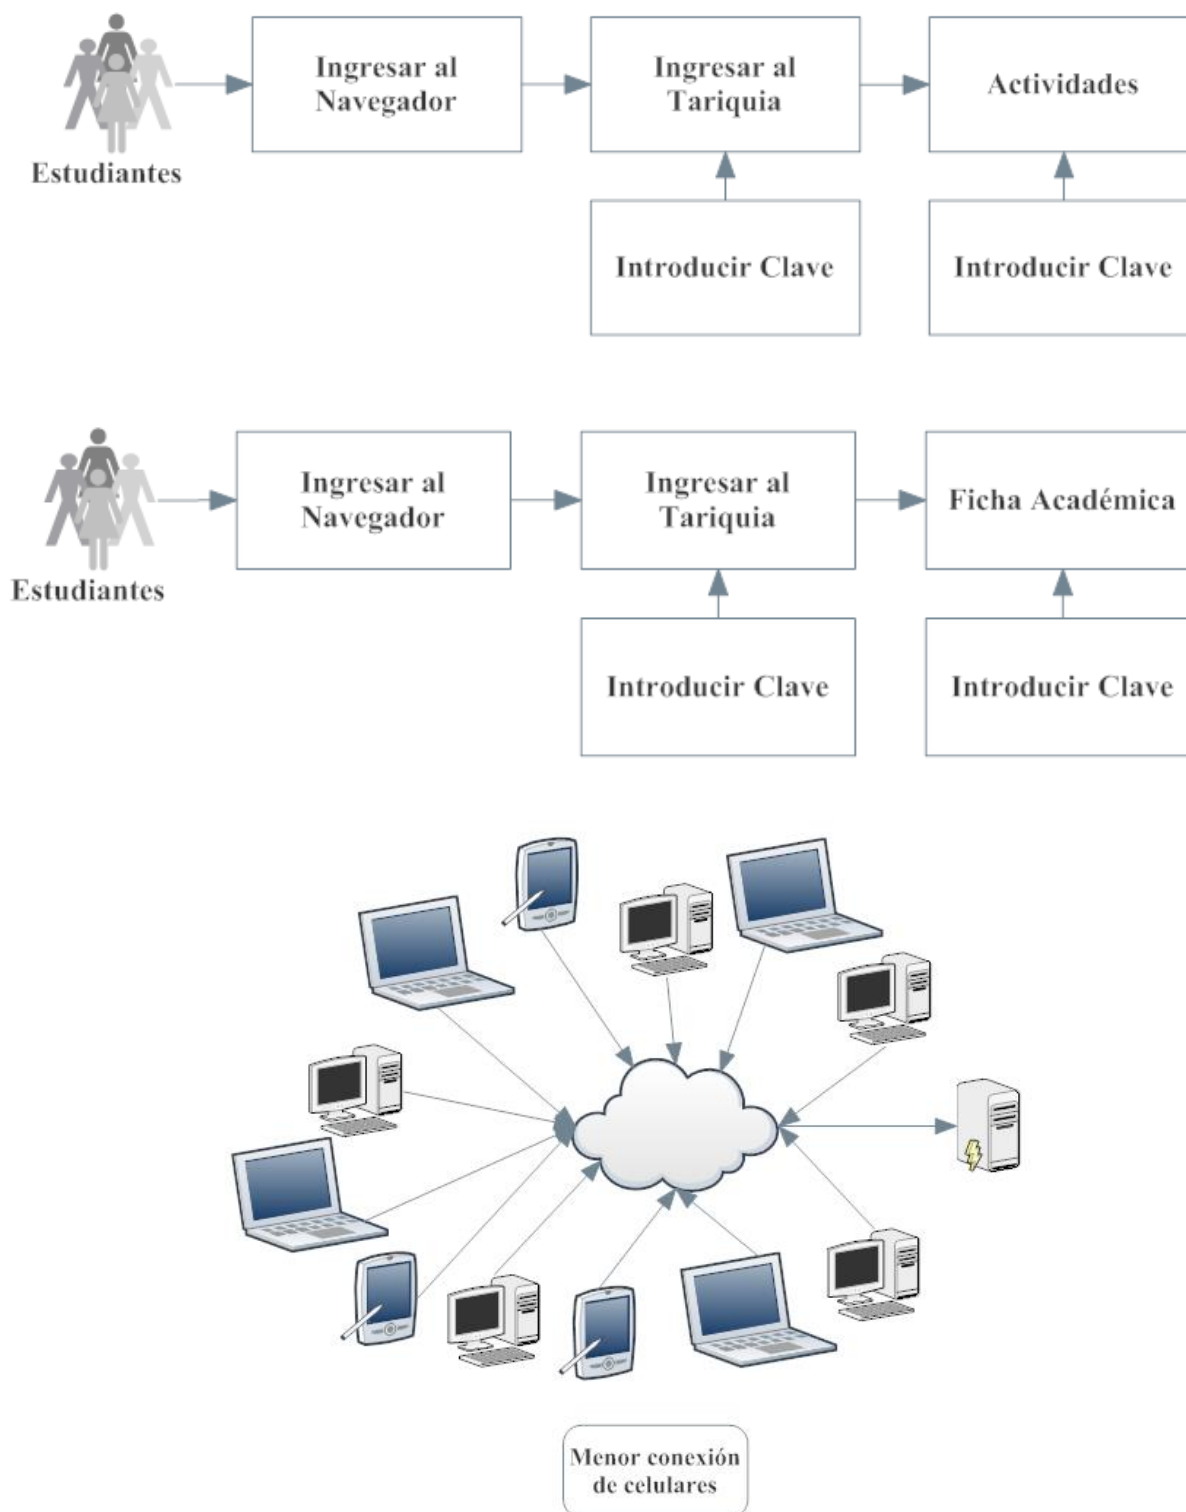 Estudiantes
Ingresar al
Navegador
Ingresar al
Tariquia
Actividades
Introducir Clave
Introducir Clave
Estudiantes
Ingresar al
Navegador
Ingresar al
Tariquia
Ficha Académica
Introducir Clave
Introducir Clave
Menor conexión
de celulares